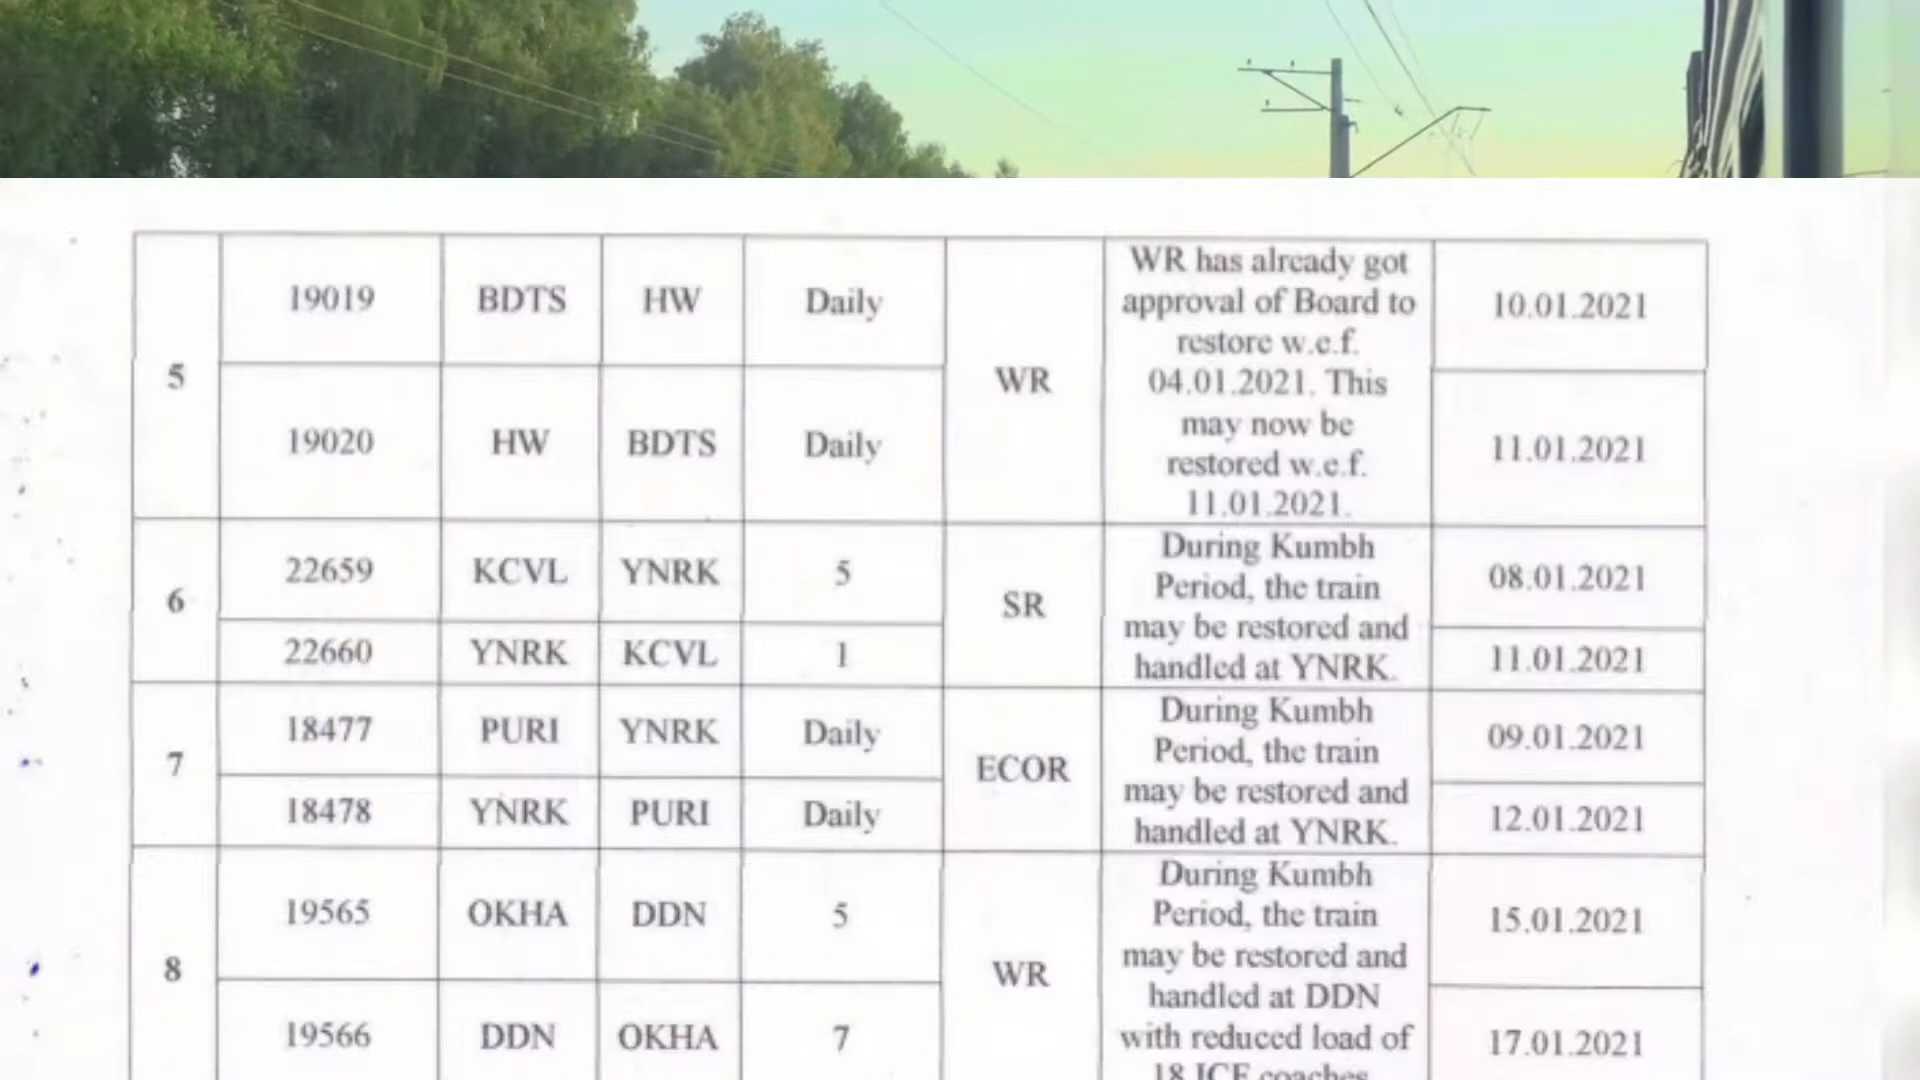 5
19019 BDTS HW Daily
19020 HW BDTS Daily
WR
WR has already got
approval of Board to
restore w.e.f.
04.01.2021. This
may now be
restored w.e.f.
11.01.2021.
10.01.2021
11.01.2021
6
22659 KCVL YNRK 5
22660 YNRK KCVL 1
SR
During Kumbh
Period, the train
may be restored and
handled at YNRK.
08.01.2021
11.01.2021
7
18477 PURI YNRK Daily
18478 YNRK PURI Daily
ECOR
During Kumbh
Period, the train
may be restored and
handled at YNRK.
09.01.2021
12.01.2021
8
19565 OKHA DDN 5
19566 DDN OKHA 7
WR
During Kumbh
Period, the train
may be restored and
handled at DDN
with reduced load of
18 ICF coaches
15.01.2021
17.01.2021